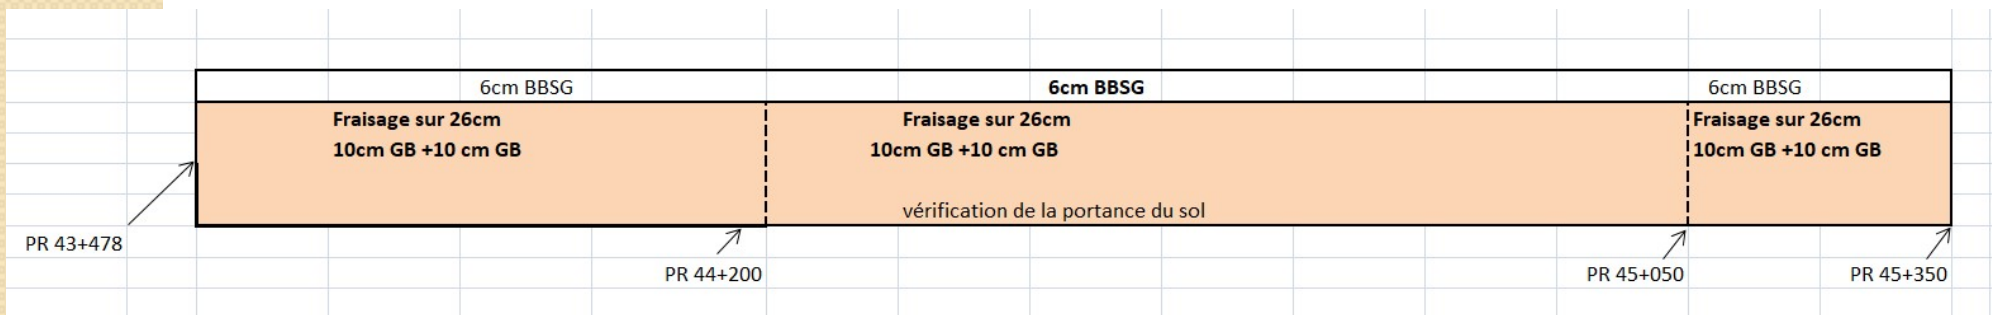 6cm BBSG
6cm BBSG
6cm BBSG
Fraisage sur 26cm
10cm GB +10 cm GB
Fraisage sur 26cm
10cm GB +10 cm GB
Fraisage sur 26cm
10cm GB +10 cm GB
vérification de la portance du sol
PR 43+478
PR 44+200
PR 45+050
PR 45+350